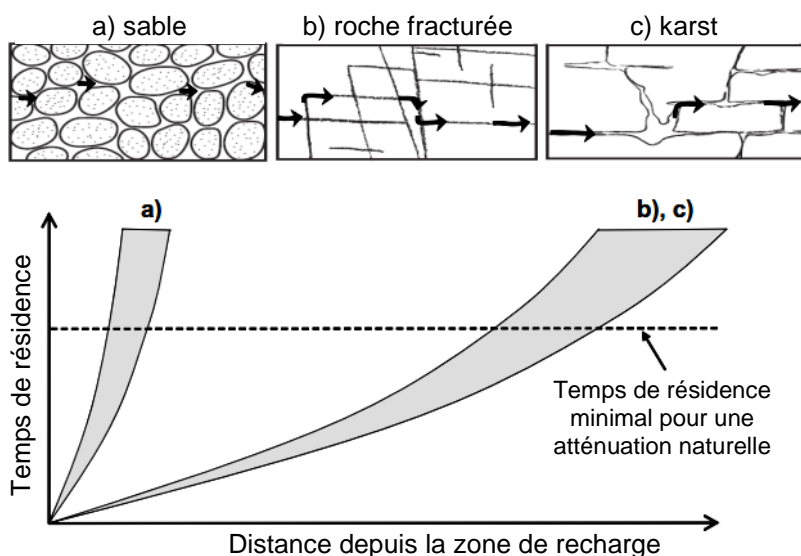 a) sable
b) roche fracturée
c) karst
a)
b), c)
Temps de résidence
Temps de résidence
minimal pour une
atténuation naturelle
Distance depuis la zone de recharge